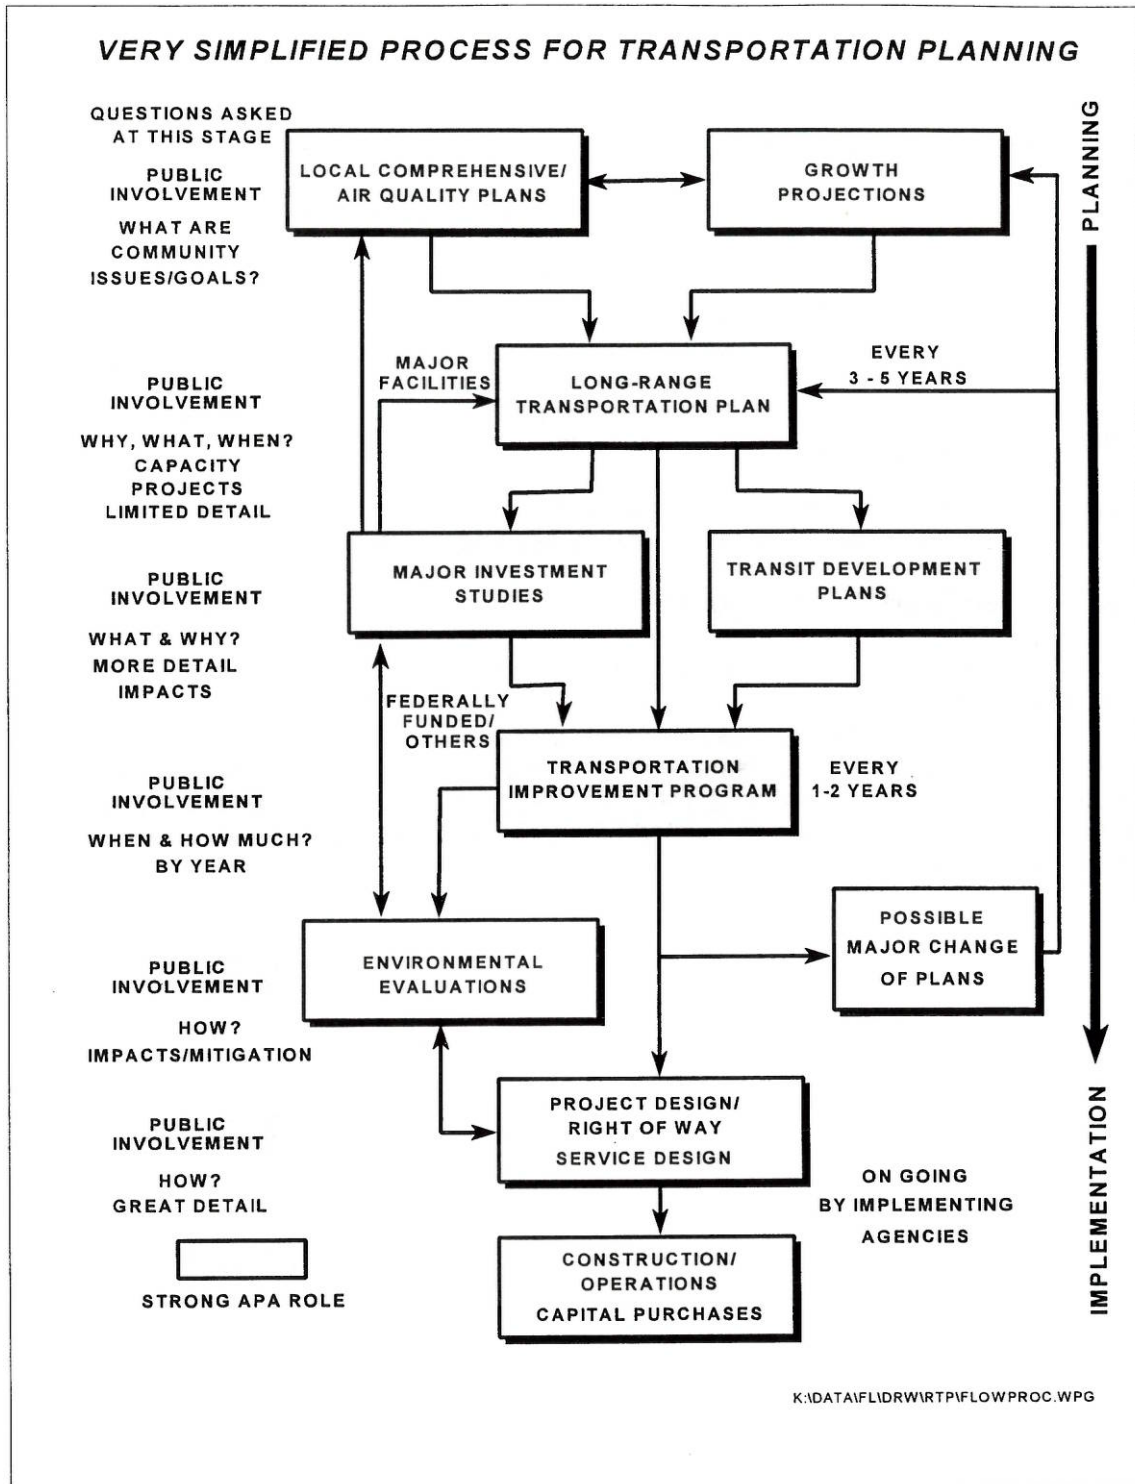 VERY SIMPLIFIED PROCESS FOR TRANSPORTATION PLANNING
QUESTIONS ASKED
AT THIS STAGE
PUBLIC
INVOLVEMENT
WHAT ARE
COMMUNITY
ISSUES/GOALS?
LOCAL COMPREHENSIVE/
AIR QUALITY PLANS
GROWTH
PROJECTIONS
PLANNING
PUBLIC
INVOLVEMENT
WHY, WHAT, WHEN?
CAPACITY
PROJECTS
LIMITED DETAIL
MAJOR
FACILITIES
LONG-RANGE
TRANSPORTATION PLAN
EVERY
3 - 5 YEARS
PUBLIC
INVOLVEMENT
WHAT & WHY?
MORE DETAIL
IMPACTS
MAJOR INVESTMENT
STUDIES
TRANSIT DEVELOPMENT
PLANS
FEDERALLY
FUNDED/
OTHERS
PUBLIC
INVOLVEMENT
WHEN & HOW MUCH?
BY YEAR
TRANSPORTATION
IMPROVEMENT PROGRAM
EVERY
1-2 YEARS
PUBLIC
INVOLVEMENT
HOW?
IMPACTS/MITIGATION
ENVIRONMENTAL
EVALUATIONS
POSSIBLE
MAJOR CHANGE
OF PLANS
PUBLIC
INVOLVEMENT
HOW?
GREAT DETAIL
PROJECT DESIGN/
RIGHT OF WAY
SERVICE DESIGN
ON GOING
BY IMPLEMENTING
AGENCIES
IMPLEMENTATION
STRONG APA ROLE
CONSTRUCTION/
OPERATIONS
CAPITAL PURCHASES
K:\DATA\FL\DRW\RTP\FLOWPROC.WPG